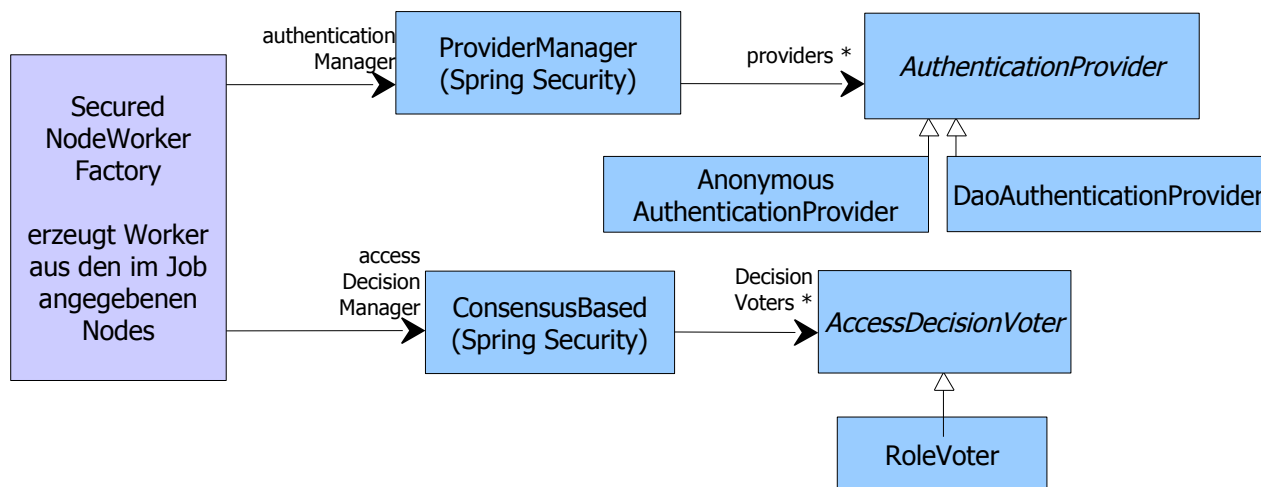 Secured
NodeWorker
Factory
erzeugt Worker
aus den im Job
angegebenen
Nodes
authentication
Manager
ProviderManager
(Spring Security)
providers *
AuthenticationProvider
Anonymous
AuthenticationProvider
DaoAuthenticationProvider
access
Decision
Manager
ConsensusBased
(Spring Security)
Decision
Voters *
AccessDecisionVoter
RoleVoter